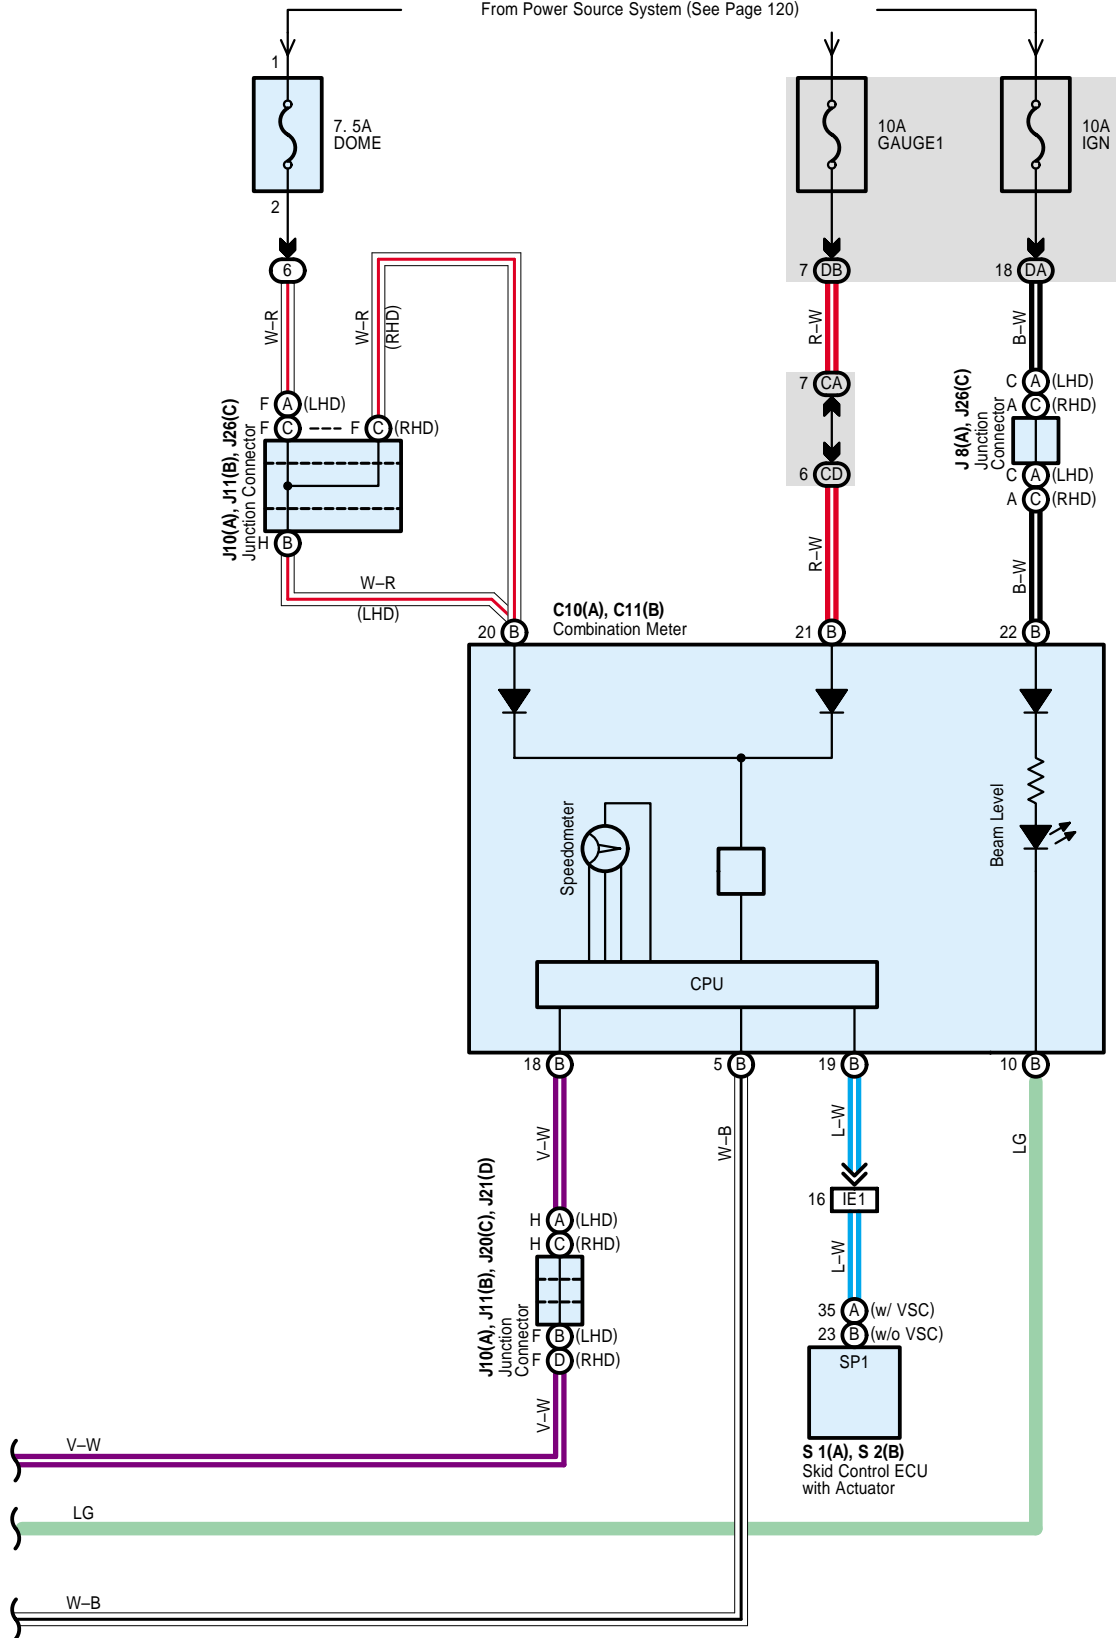 From Power Source System (See Page 120)
1
7. 5A
DOME
10A
GAUGE1
10A
IGN
2
6
7 DB
18 DA
W–R
W–R
(RHD)
R–W
B–W
7 CA
C A (LHD)
A C (RHD)
F A (LHD)
F C F C (RHD)
J10(A), J11(B), J26(C)
Junction Connector
J 8(A), J26(C)
Junction
Connector
6 CD
C A (LHD)
A C (RHD)
H B
W–R
(LHD)
R–W
B–W
C10(A), C11(B)
Combination Meter
20 B
21 B
22 B
Speedometer
Beam Level
CPU
18 B
5 B
19 B
10 B
V–W
W–B
L–W
LG
16 IE1
J10(A), J11(B), J20(C), J21(D)
Junction
Connector
H A (LHD)
H C (RHD)
L–W
35 A (w/ VSC)
23 B (w/o VSC)
F B (LHD)
F D (RHD)
SP1
V–W
V–W
S 1(A), S 2(B)
Skid Control ECU
with Actuator
LG
W–B